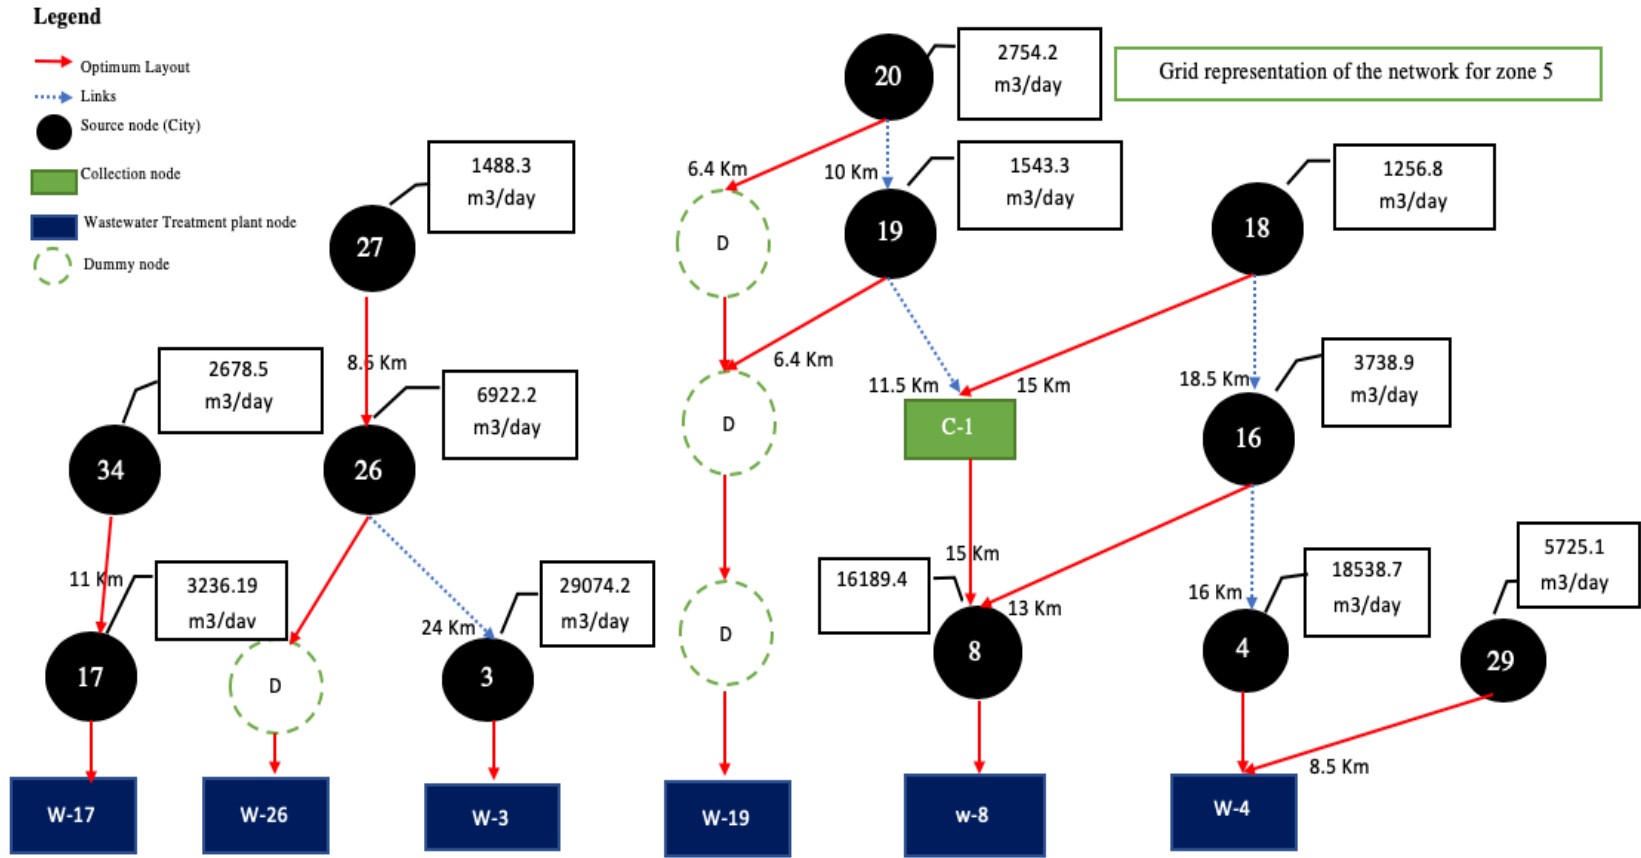 Legend
Optimum Layout
Links
Source node (City)
Collection node
Wastewater Treatment plant node
Dummy node
Grid representation of the network for zone 5
20
2754.2
m3/day
6.4 Km
10 Km
1488.3
m3/day
27
D
19
1543.3
m3/day
18
1256.8
m3/day
8.6 Km
6.4 Km
11.5 Km
15 Km
18.5 Km
2678.5
m3/day
34
6922.2
m3/day
26
D
C-1
16
3738.9
m3/day
11 Km
3236.19
m3/dav
24 Km
29074.2
m3/day
15 Km
13 Km
16189.4
16 Km
18538.7
m3/day
5725.1
m3/day
17
D
3
D
8
4
29
8.5 Km
W-17
W-26
W-3
W-19
w-8
W-4